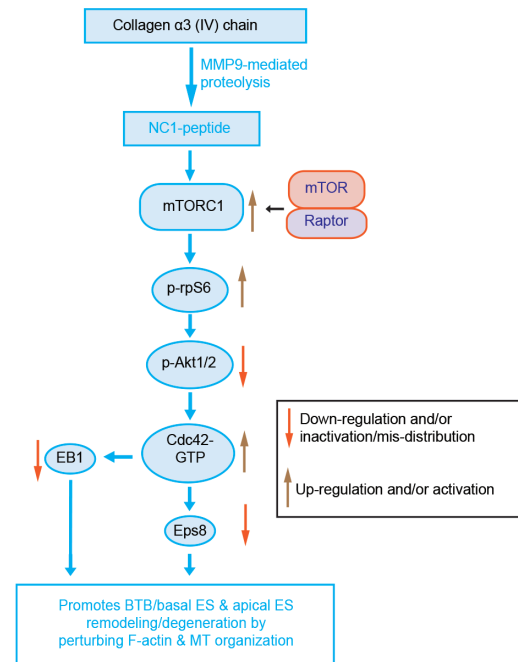 Collagen α3 (IV) chain
MMP9-mediated
proteolysis
NC1-peptide
mTORC1
mTOR
Raptor
p-rpS6
p-Akt1/2
Cdc42-
GTP
EB1
Eps8
Down-regulation and/or
inactivation/mis-distribution
Up-regulation and/or activation
Promotes BTB/basal ES & apical ES
remodeling/degeneration by
perturbing F-actin & MT organization